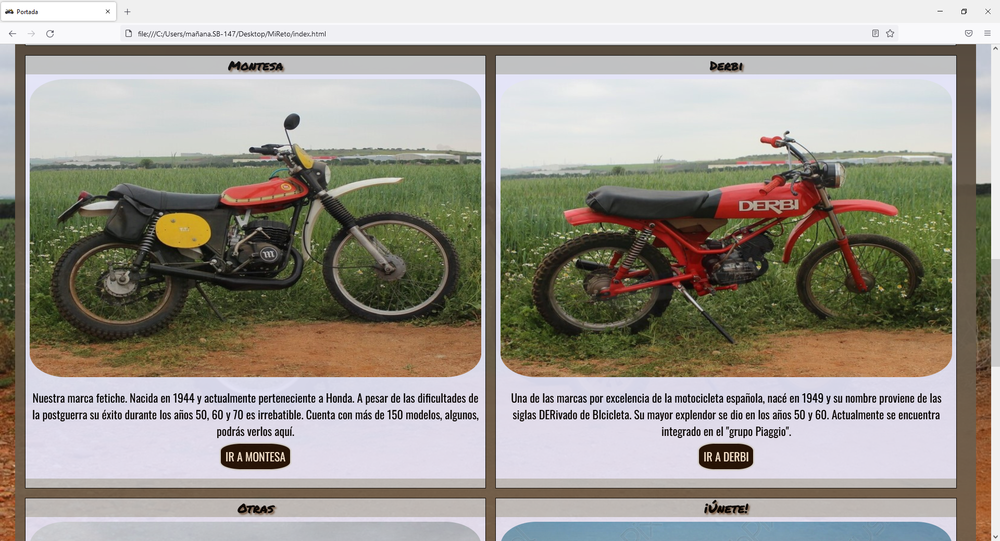 Portada
file:///C:/Users/mañana.SB-147/Desktop/MiReto/index.html
Montesa
Derbi
DERBI
Nuestra marca fetiche. Nacida en 1944 y actualmente perteneciente a Honda. A pesar de las dificultades de
la postguerra su éxito durante los años 50, 60 y 70 es irrebatible. Cuenta con más de 150 modelos, algunos,
podrás verlos aquí.
IR A MONTESA
Una de las marcas por excelencia de la motocicleta española, nacé en 1949 y su nombre proviene de las
siglas DERivado de BIcicleta. Su mayor explendor se dio en los años 50 y 60. Actualmente se encuentra
integrado en el "grupo Piaggio".
IR A DERBI
Otras
¡Únete!